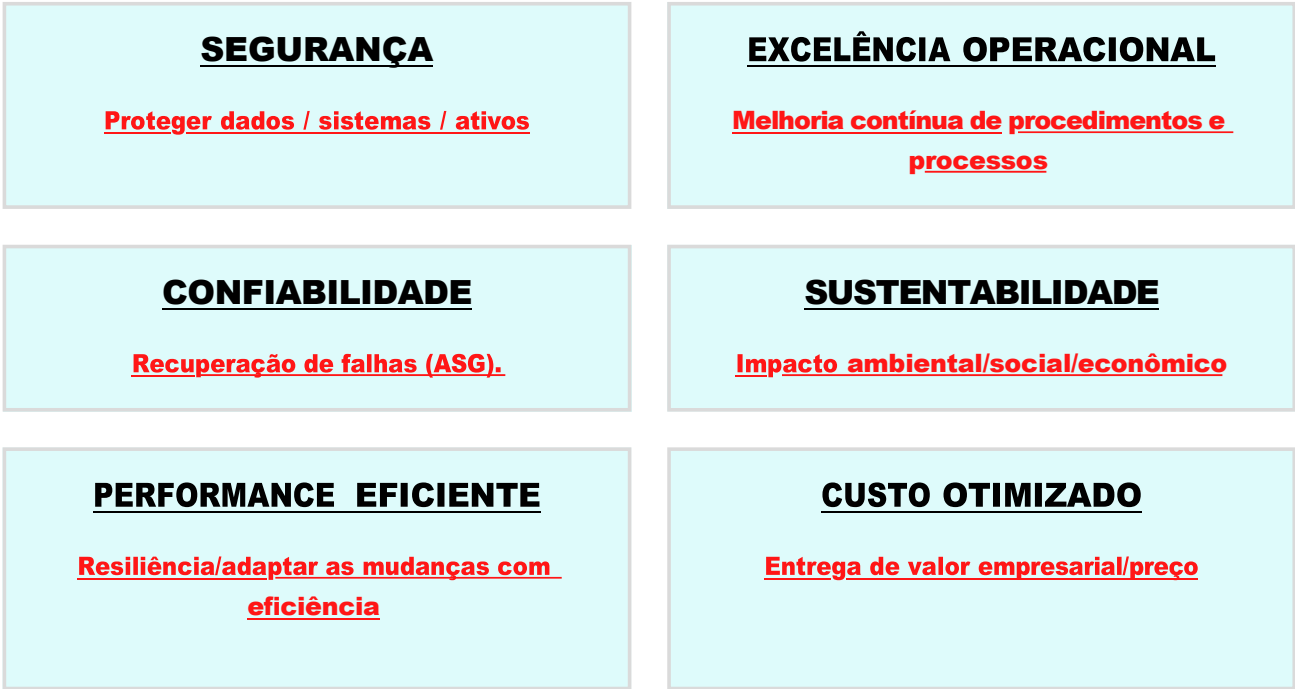 SEGURANÇA
Proteger dados / sistemas / ativos
EXCELÊNCIA OPERACIONAL
Melhoria contínua de procedimentos e
processos
CONFIABILIDADE
Recuperação de falhas (ASG).
SUSTENTABILIDADE
Impacto ambiental/social/econômico
PERFORMANCE EFICIENTE
Resiliência/adaptar as mudanças com
eficiência
CUSTO OTIMIZADO
Entrega de valor empresarial/preço